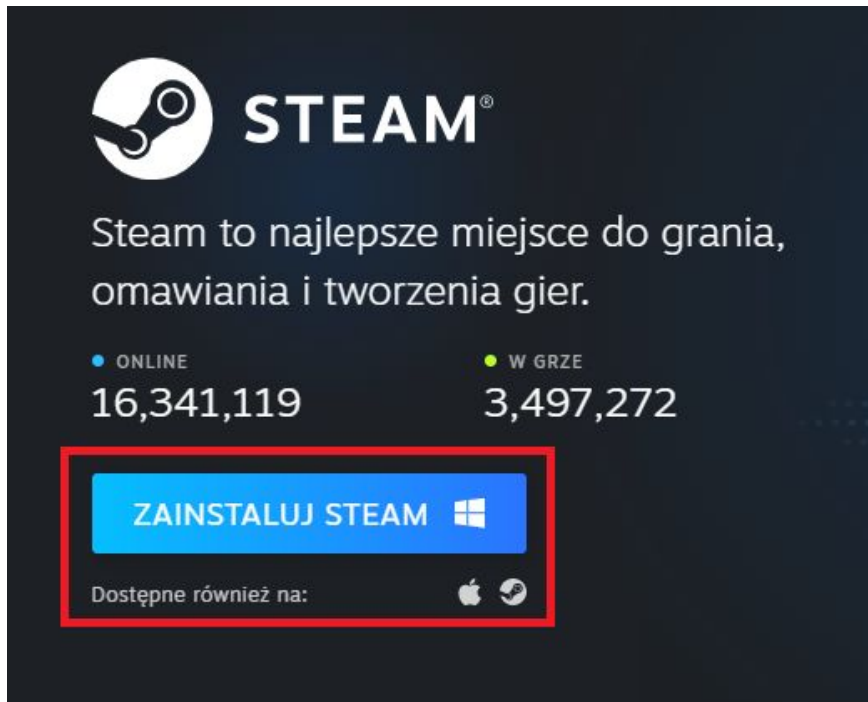 STEAM®
Steam to najlepsze miejsce do grania,
omawiania i tworzenia gier.
ONLINE
W GRZE
16,341,119
3,497,272
ZAINSTALUJ STEAM
Dostępne również na: